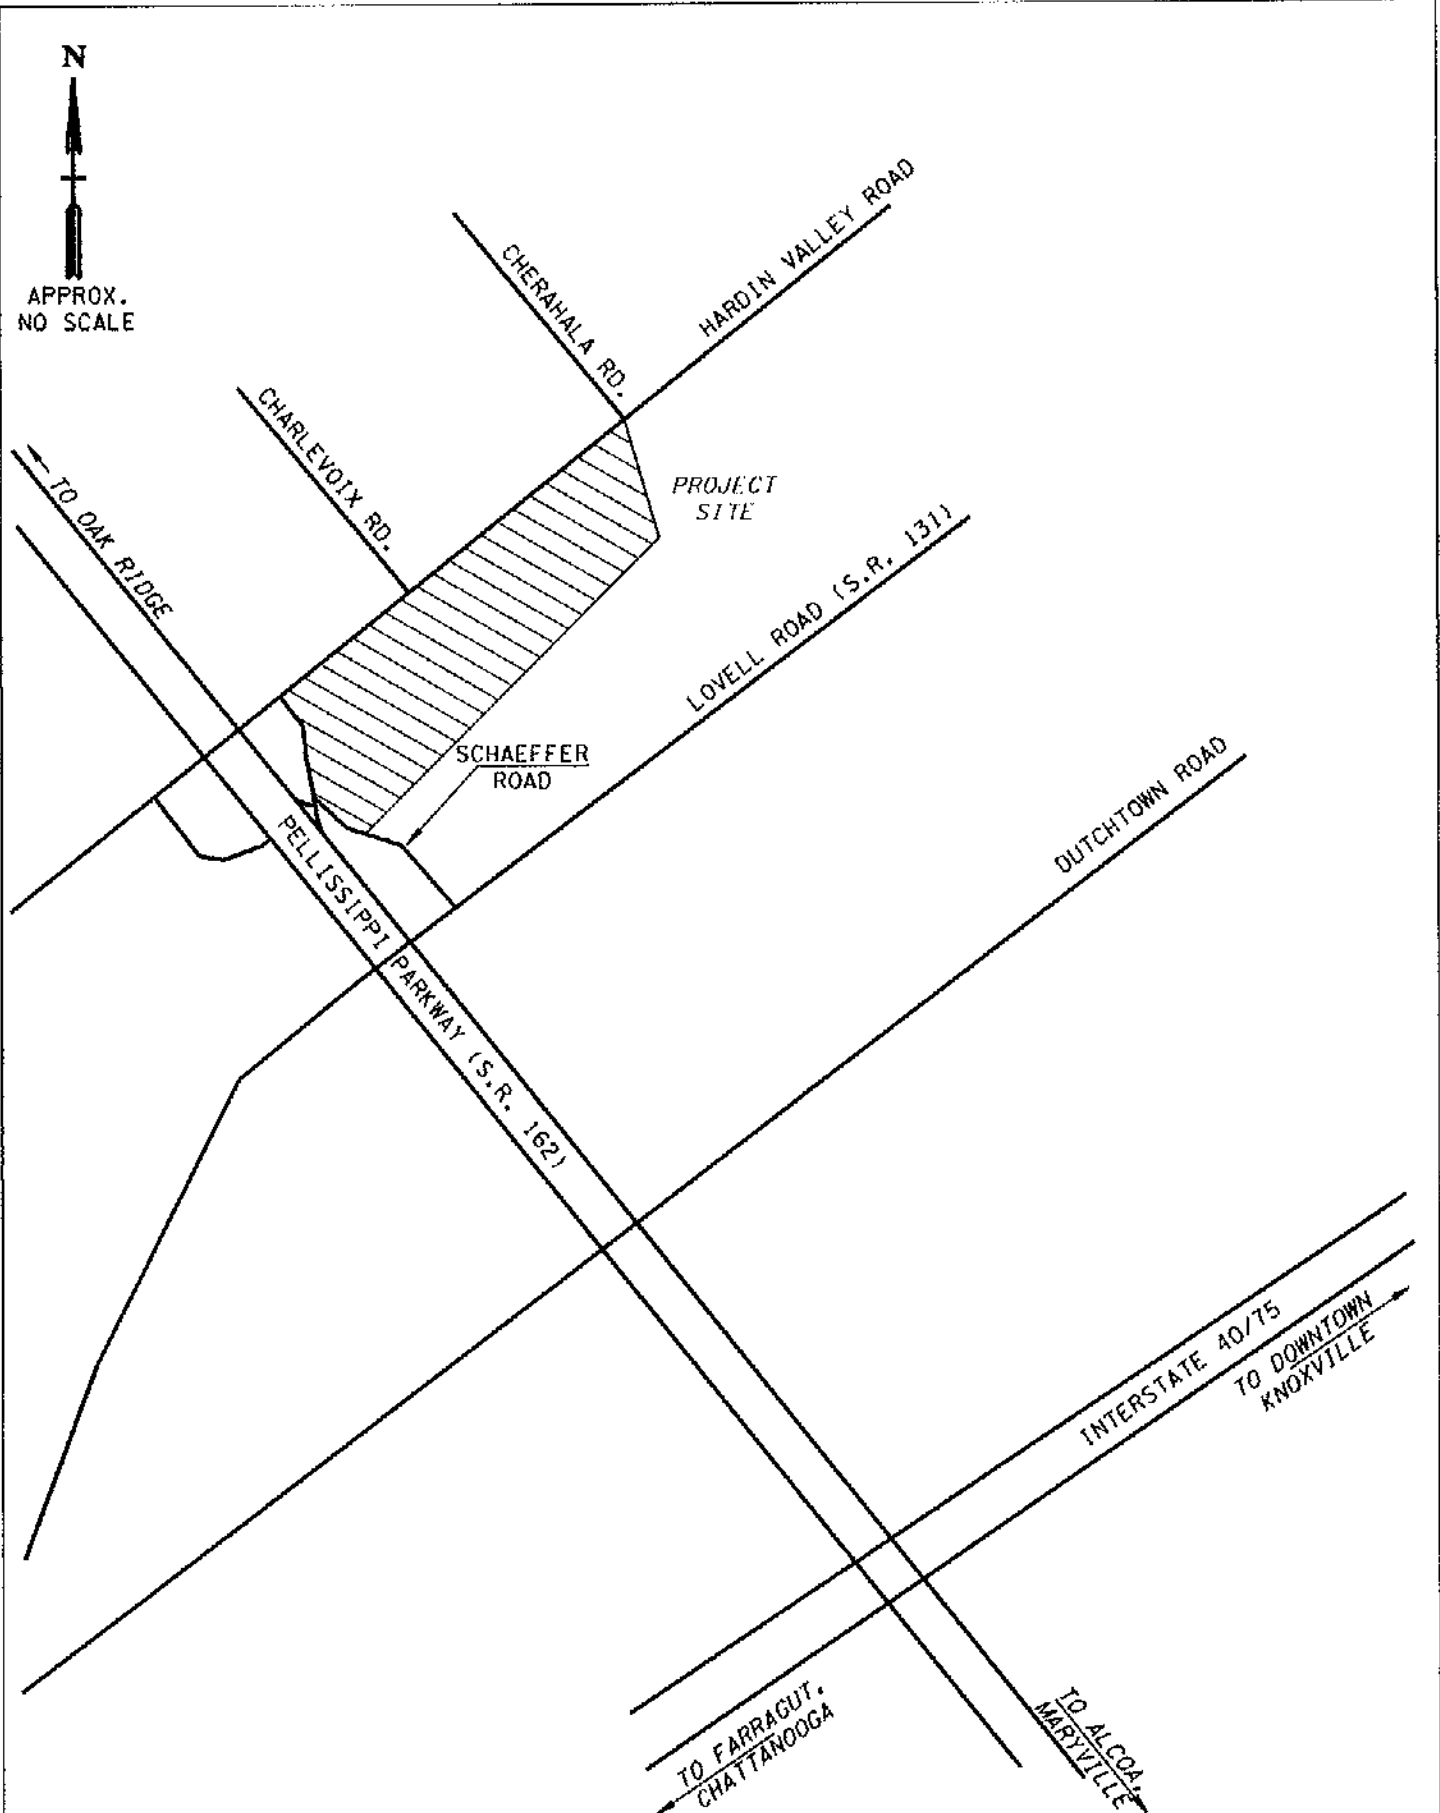 N
APPROX.
NO SCALE
HARDIN VALLEY ROAD
CHERAHALA RD.
CHARLEVOIX RD.
TO OAK RIDGE
PROJECT
SITE
LOVELL ROAD (S.R. 131)
SCHAEFFER
ROAD
DUTCHTOWN ROAD
PELLISSIPPI PARKWAY (S.R. 162)
INTERSTATE 40/75
TO DOWNTOWN
KNOXVILLE
TO FARRAGUT,
CHATTANOOGA
TO ALCOA,
MARYVILLE